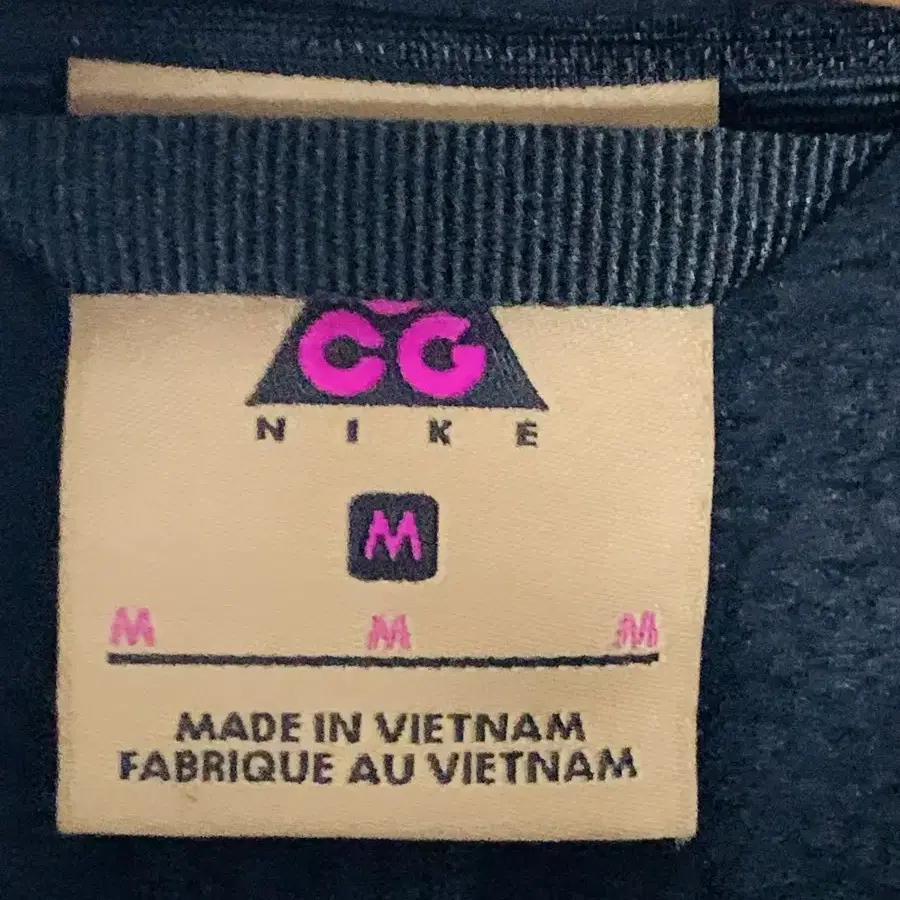 CG
NIKE
M
M M M
MADE IN VIETNAM
FABRIQUE AU VIETNAM